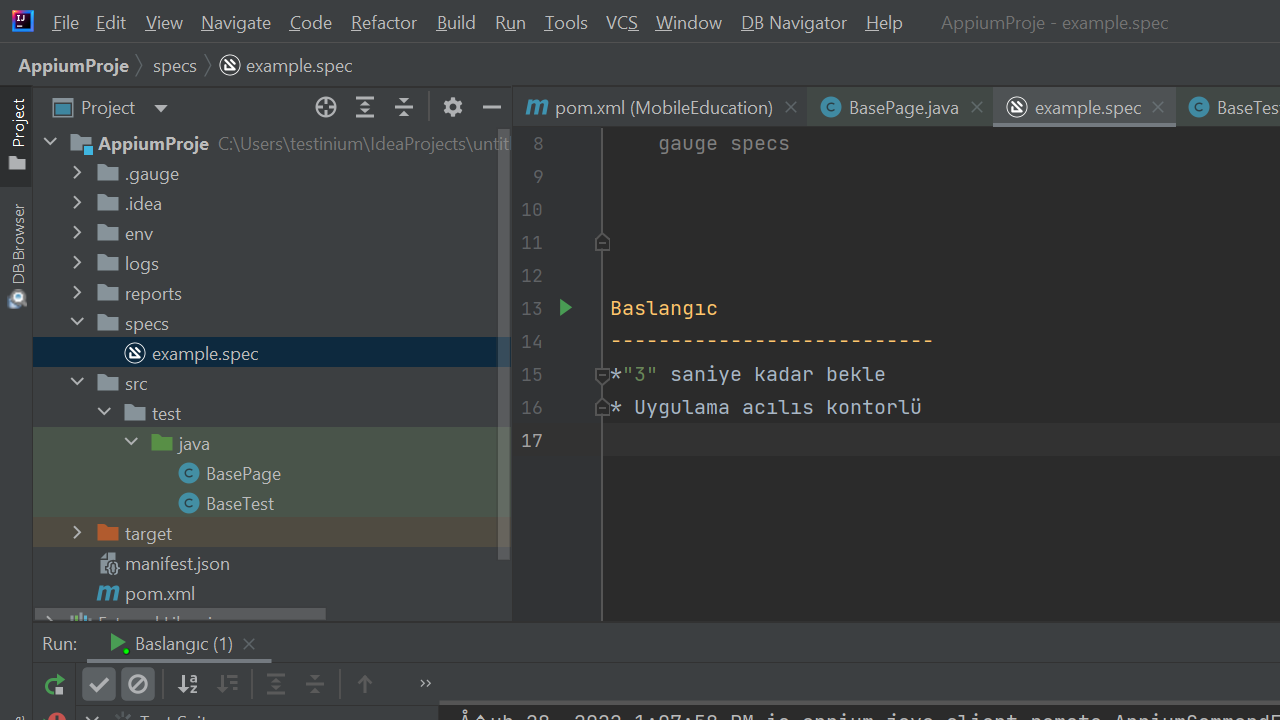 File Edit View Navigate Code Refactor Build Run Tools VCS Window DB Navigator Help AppiumProje - example.spec
AppiumProje specs example.spec
Project
DB Browser
Project
AppiumProje C:\Users\testinium\IdeaProjects\untit
.gauge
.idea
env
logs
reports
specs
example.spec
src
test
java
BasePage
BaseTest
target
manifest.json
pom.xml
pom.xml (MobileEducation) BasePage.java example.spec BaseTest
8 gauge specs
9
10
11
12
13 Baslangıc
14 ---------------------------
15 *"3" saniye kadar bekle
16 * Uygulama acılıs kontorlü
17
Run: Baslangıc (1)